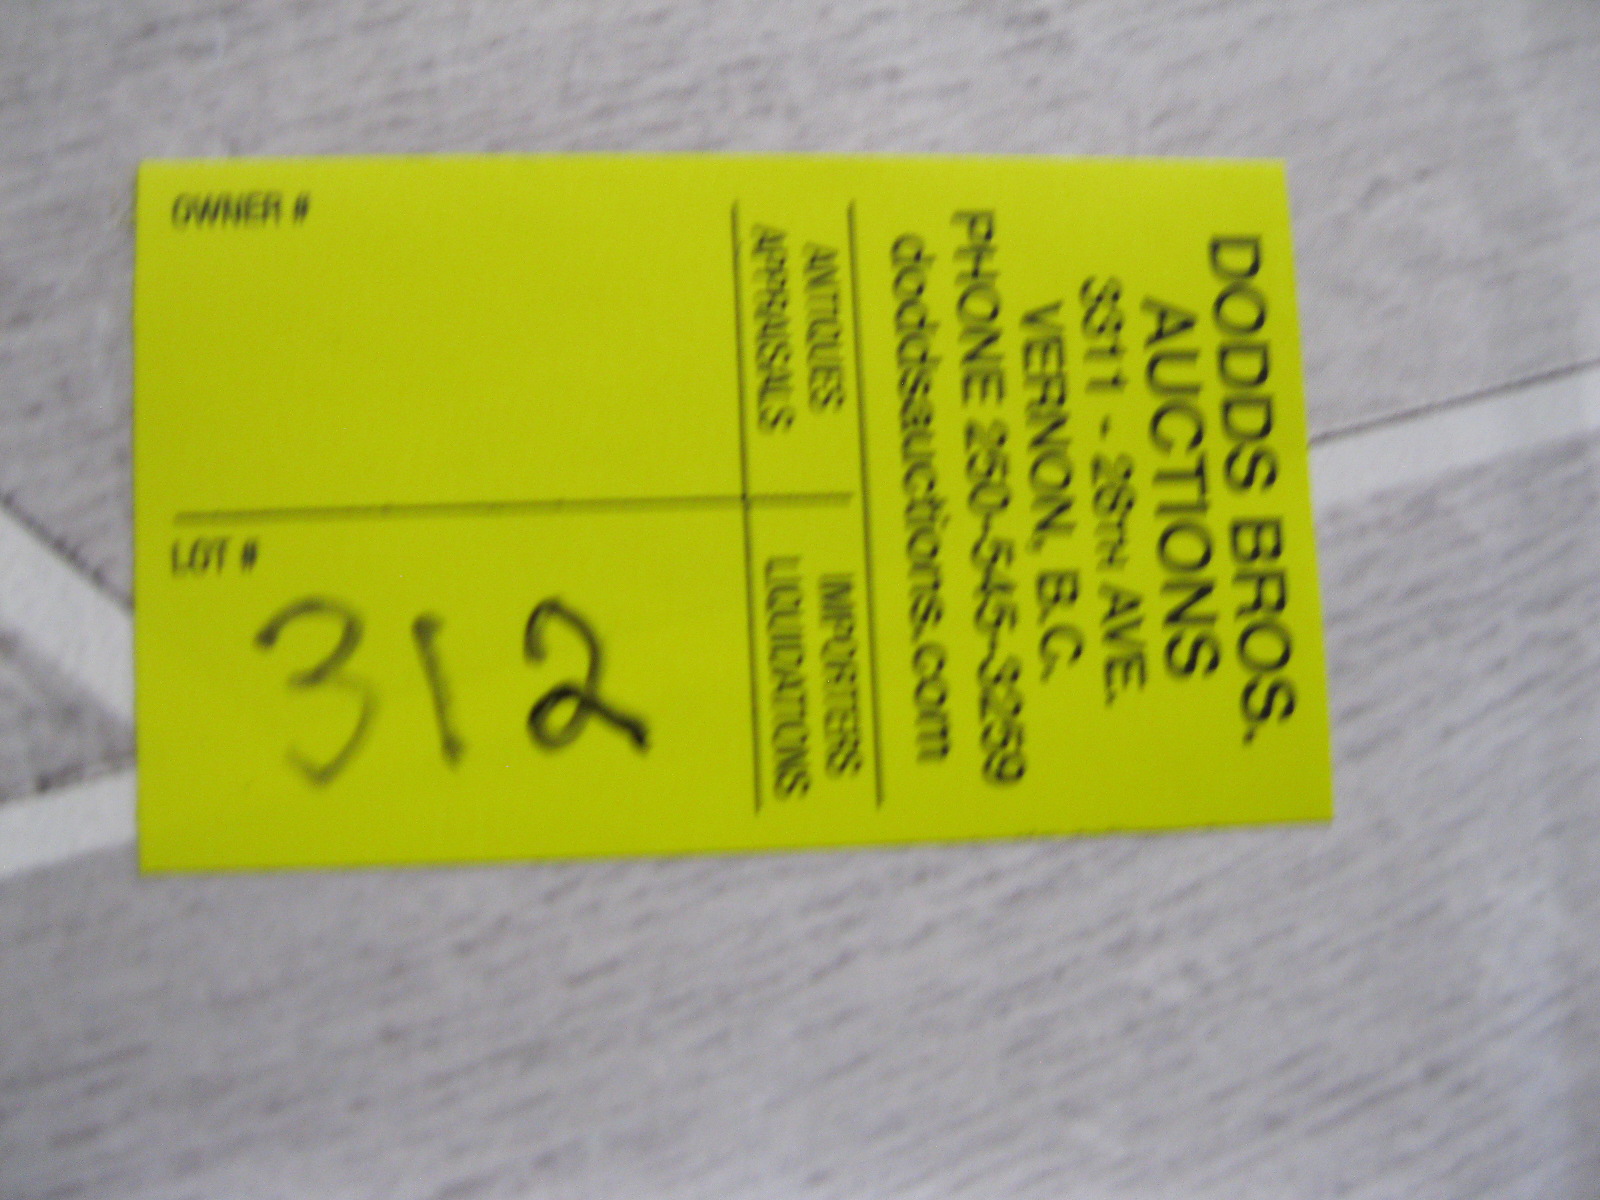 DODDS BROS.
AUCTIONS
3311 - 28TH AVE.
VERNON, B.C.
PHONE 250-545-3259
doddsauctions.com
ANTIQUES
APPRAISALS
IMPORTERS
LIQUIDATIONS
OWNER #
LOT #
312